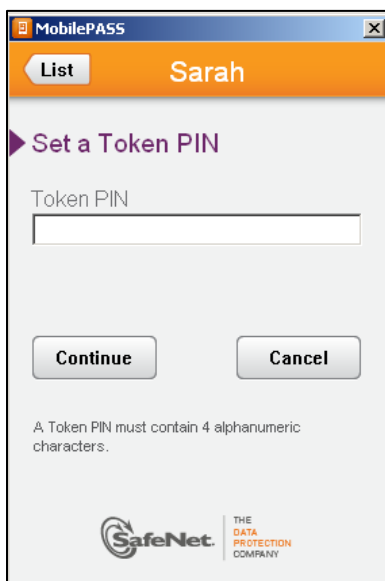 MobilePASS
List
Sarah
Set a Token PIN
Token PIN
Continue
Cancel
A Token PIN must contain 4 alphanumeric
characters.
SafeNet.
THE
DATA
PROTECTION
COMPANY